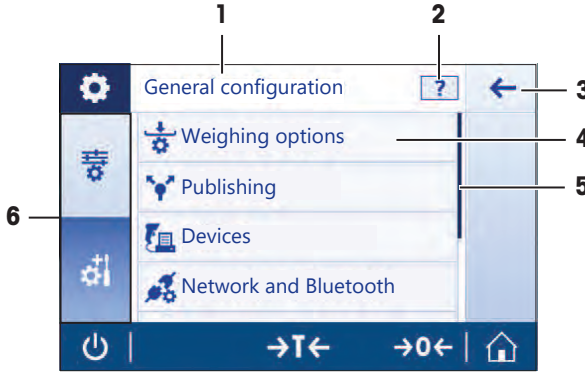 1
2
General configuration
?
3
Weighing options
4
Publishing
5
Devices
6
Network and Bluetooth
→T←
→0←